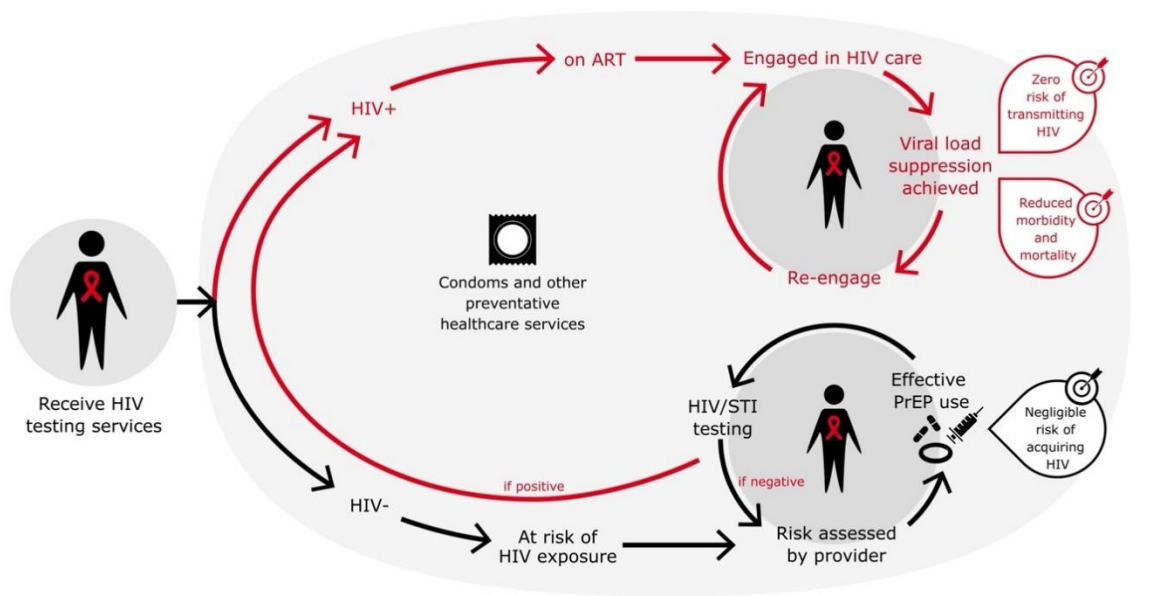 on ART
Engaged in HIV care
HIV+
Zero
risk of
transmitting
HIV
Viral load
suppression
achieved
Reduced
morbidity
and
mortality
Re-engage
Condoms and other
preventative
healthcare services
Receive HIV
testing services
HIV/STI
testing
Effective
PrEP use
Negligible
risk of
acquiring
HIV
if positive
if negative
HIV-
At risk of
HIV exposure
Risk assessed
by provider